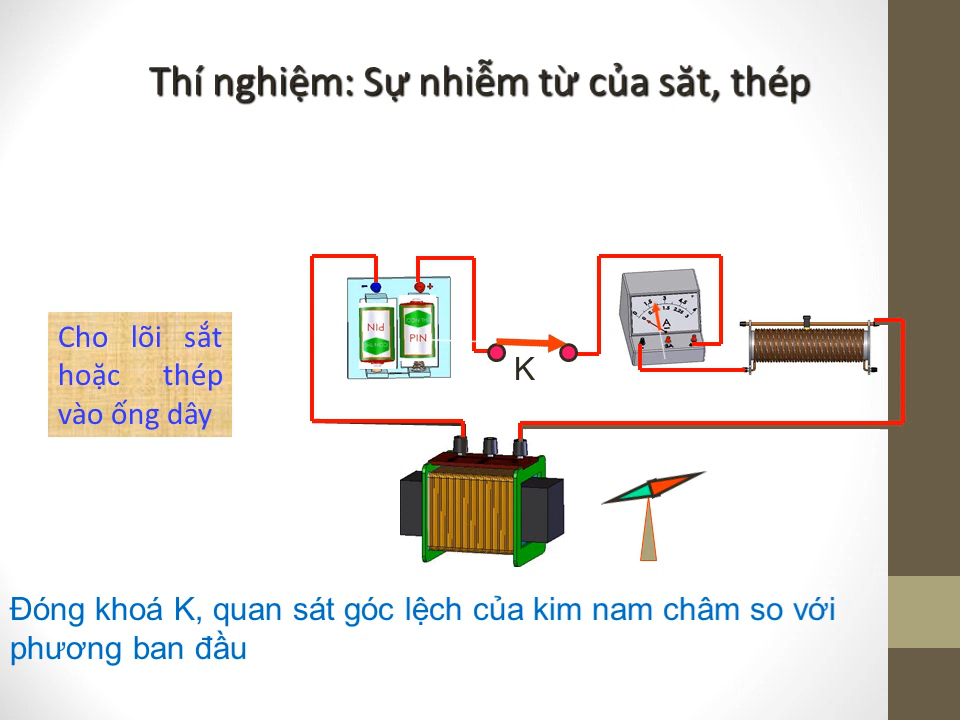 Thí nghiệm: Sự nhiễm từ của săt, thép
Cho lõi sắt
hoặc thép
vào ống dây
- +
PIN
PIN
K
A
Đóng khoá K, quan sát góc lệch của kim nam châm so với
phương ban đầu